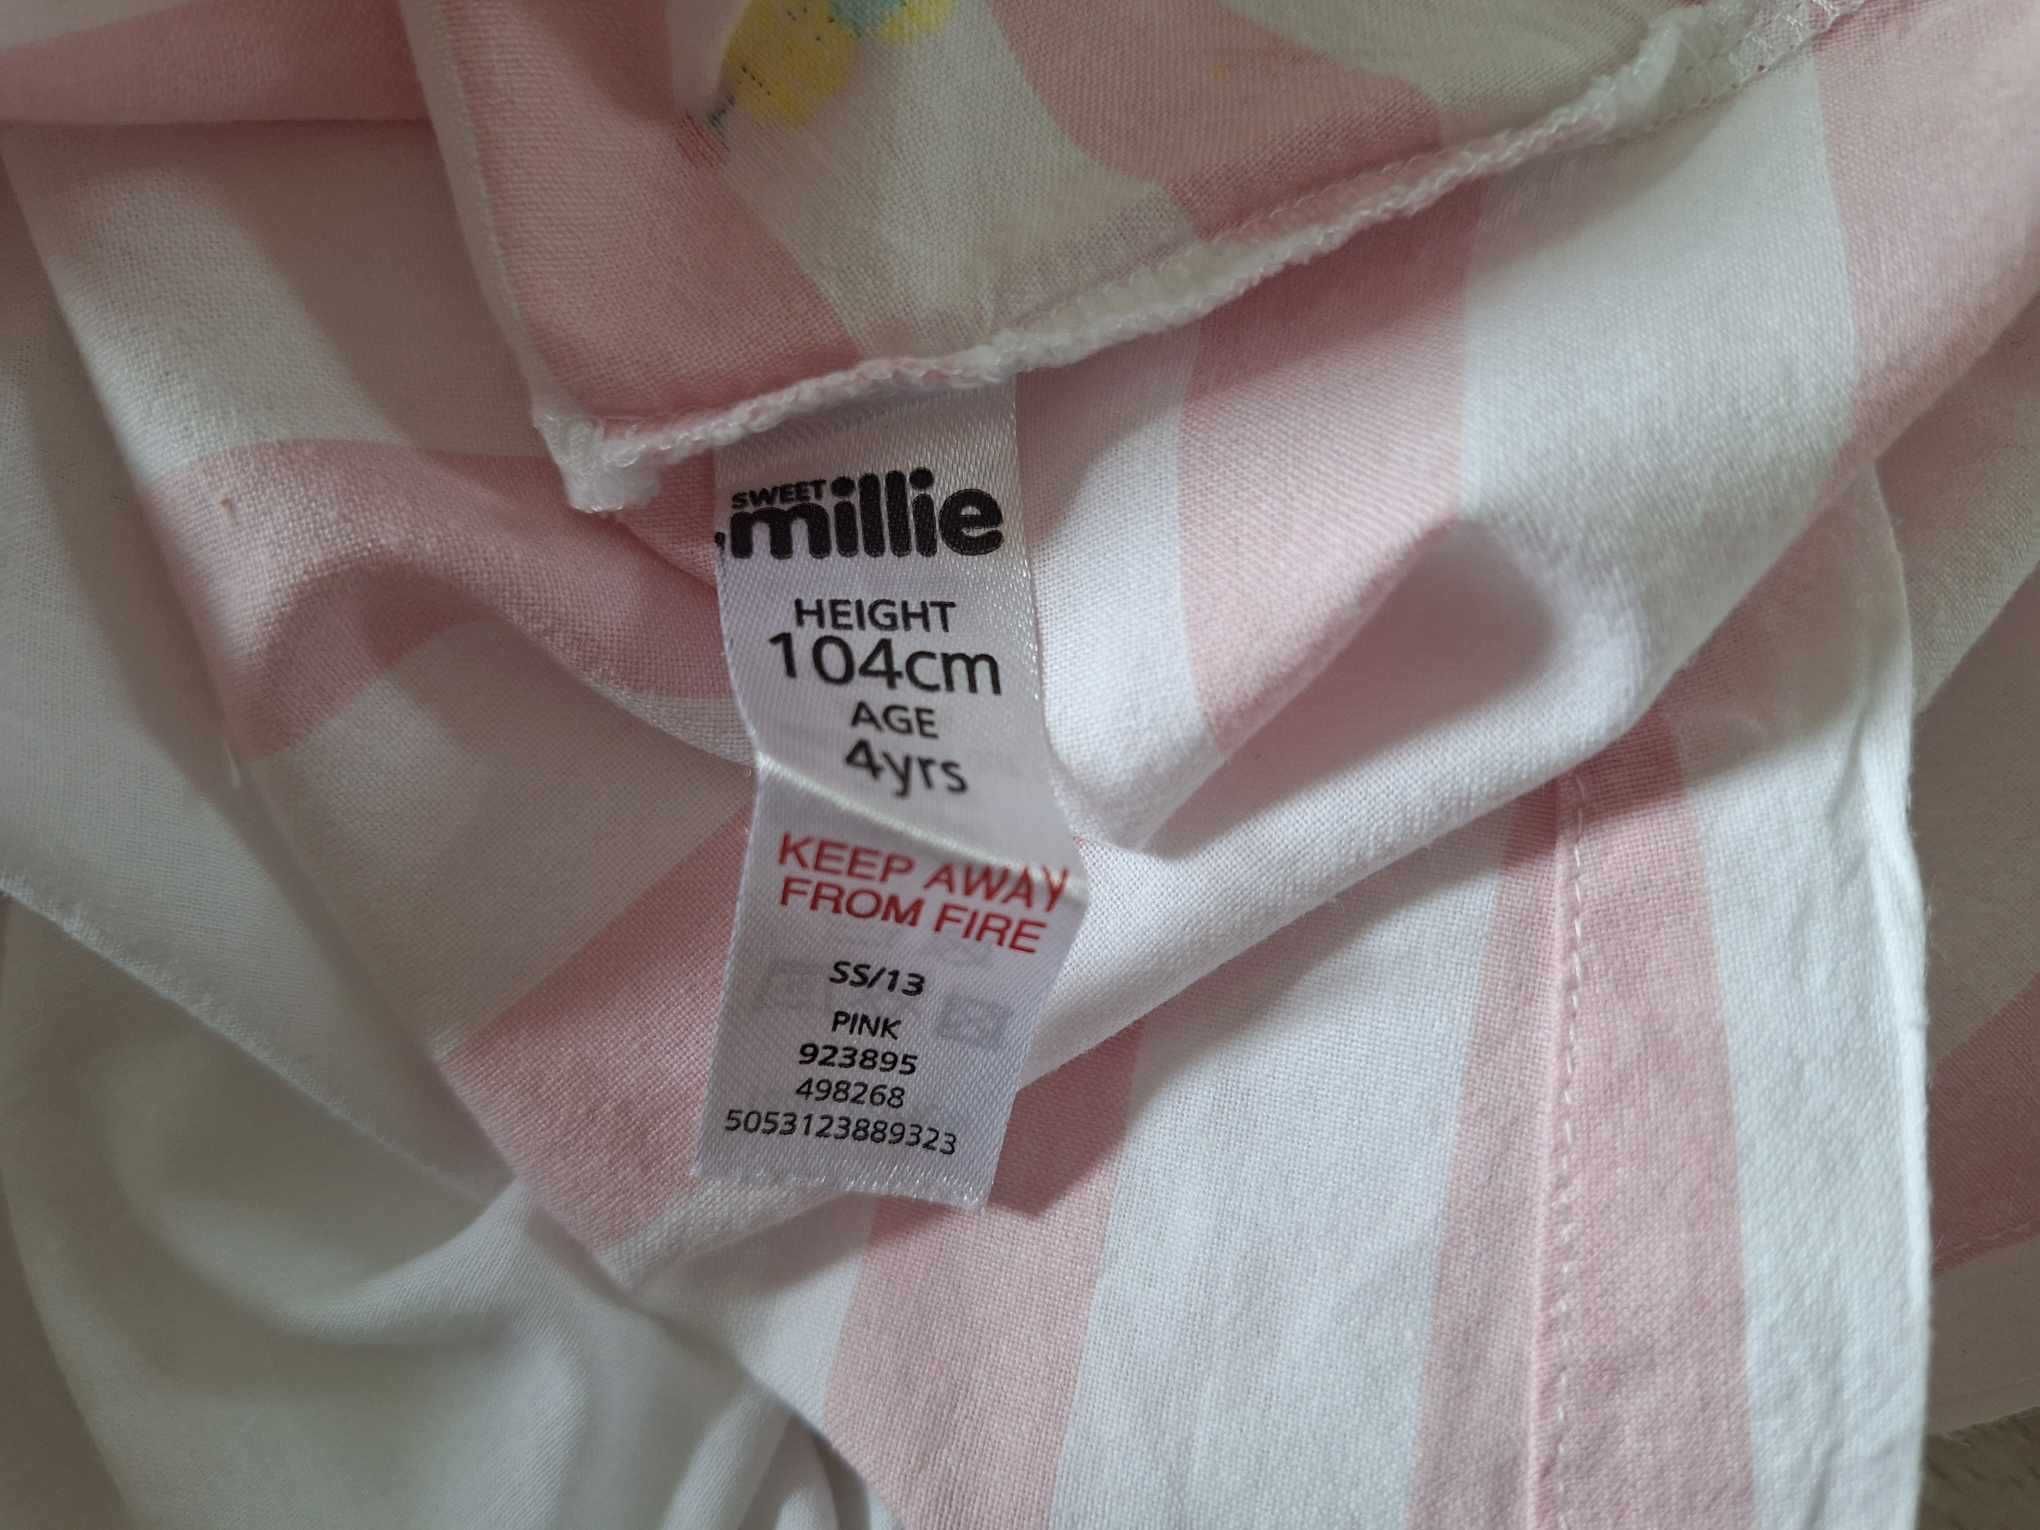 SWEET
millie
HEIGHT
104cm
AGE
4yrs
KEEP AWAY
FROM FIRE
SS/13
PINK
923895
498268
5053123889323